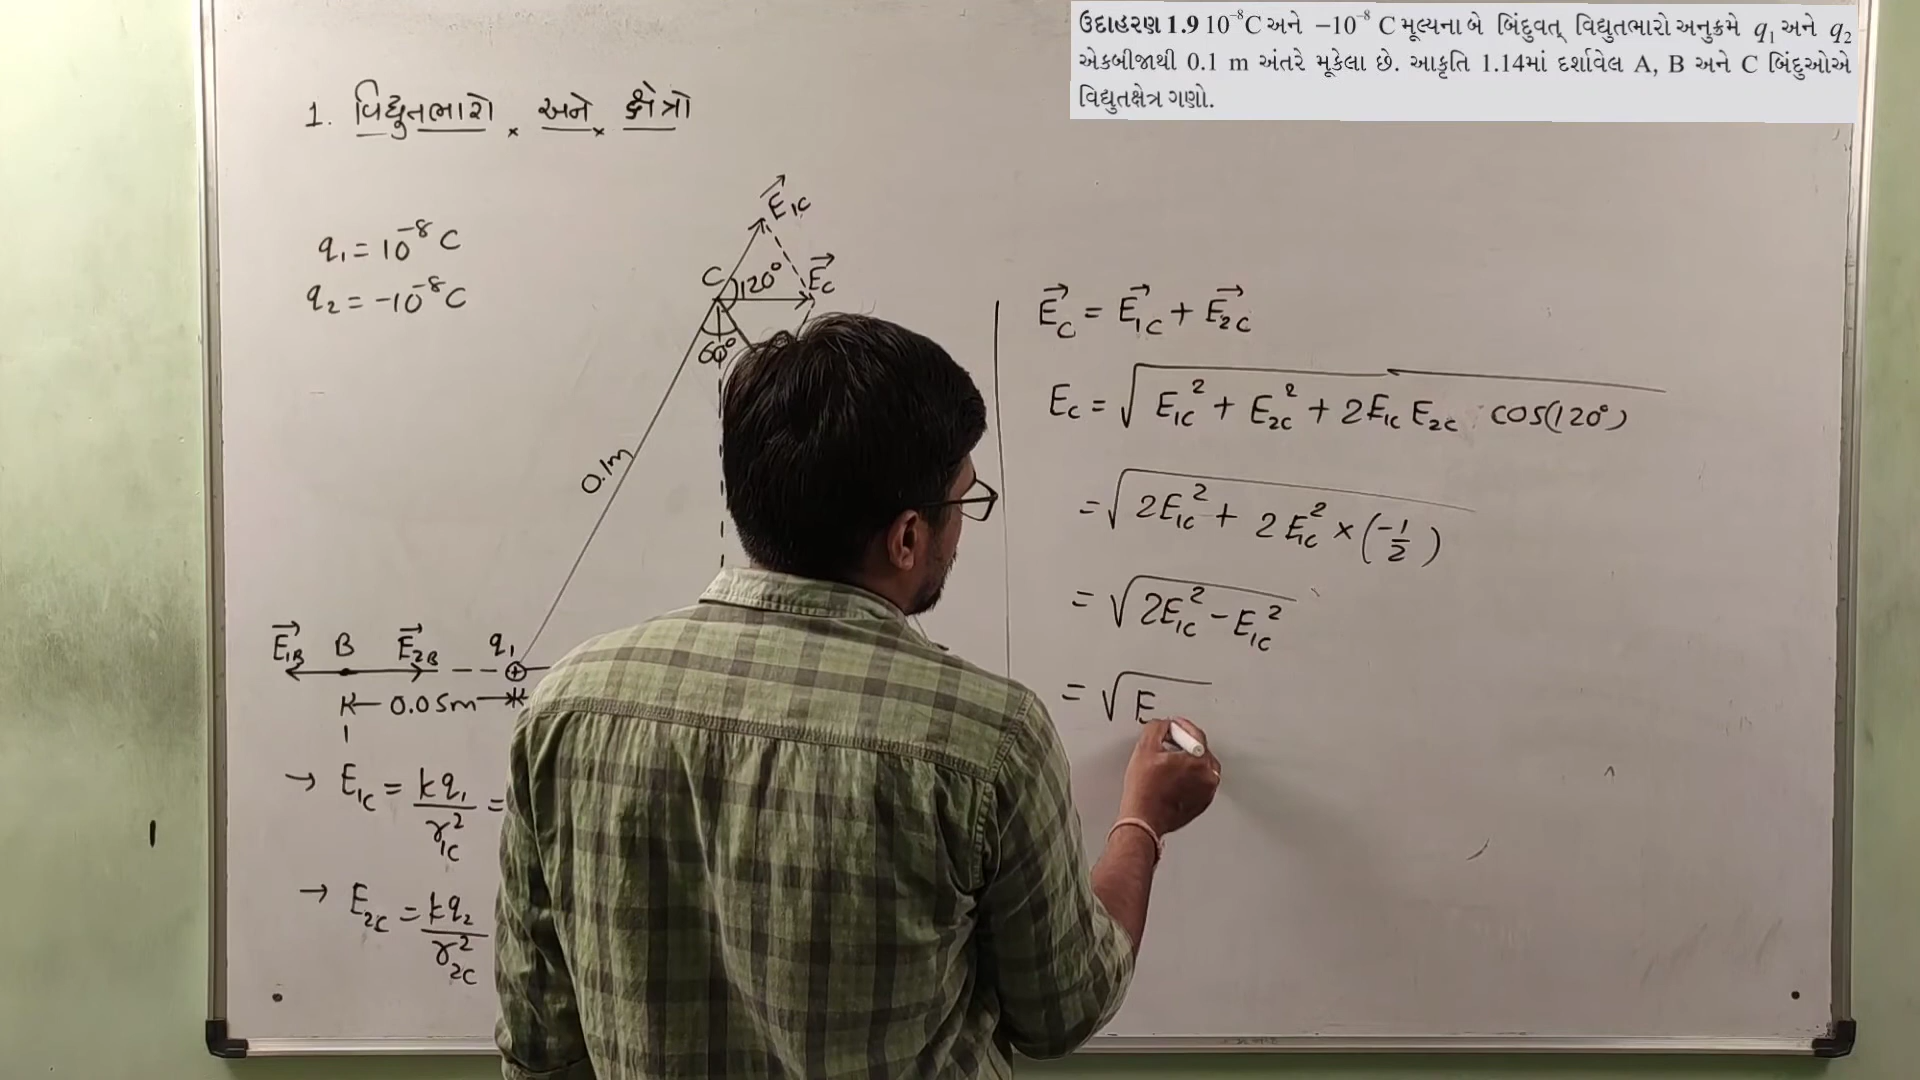 ઉદાહરણ 1.9 10⁻⁸C અને −10⁻⁸ C મૂલ્યના બે બિંદુવત્ વિદ્યુતભારો અનુક્રમે q₁ અને q₂
એકબીજાથી 0.1 m અંતરે મૂકેલા છે. આકૃતિ 1.14માં દર્શાવેલ A, B અને C બિંદુઓએ
વિદ્યુતક્ષેત્ર ગણો.
1. વિદ્યુતભારો અને ક્ષેત્રો
q₁ = 10⁻⁸ C
q₂ = -10⁻⁸ C
E⃗₁C
C 120° E⃗C
60°
0.1m
E⃗₁B B E⃗₂B q₁
0.05m
→ E₁C = kq₁ / r₁C² =
→ E₂C = kq₂ / r₂C²
E⃗C = E⃗₁C + E⃗₂C
EC = √(E₁C² + E₂C² + 2E₁C E₂C cos(120°))
= √(2E₁C² + 2E₁C² × (-1/2))
= √(2E₁C² - E₁C²)
= √E